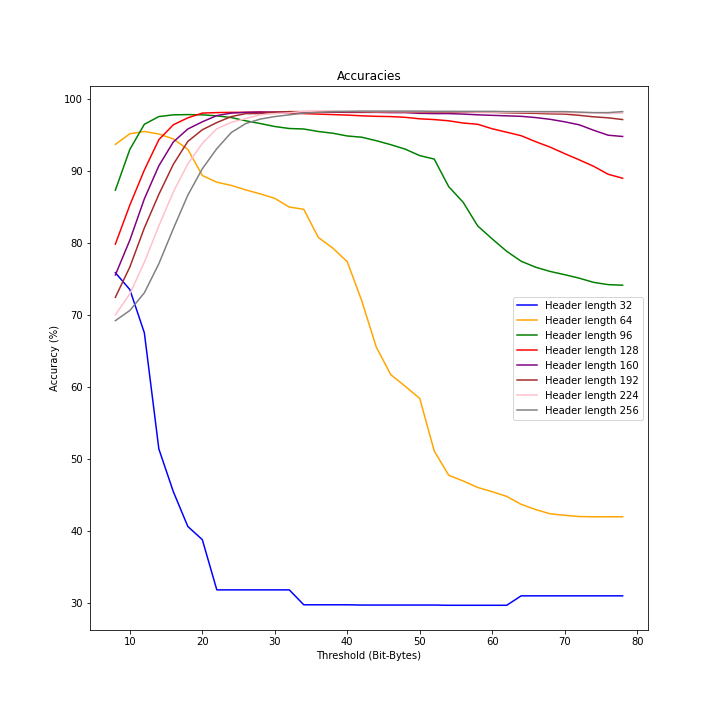 Accuracies
100
90
80
70
60
50
40
30
Accuracy (%)
Header length 32
Header length 64
Header length 96
Header length 128
Header length 160
Header length 192
Header length 224
Header length 256
10 20 30 40 50 60 70 80
Threshold (Bit-Bytes)